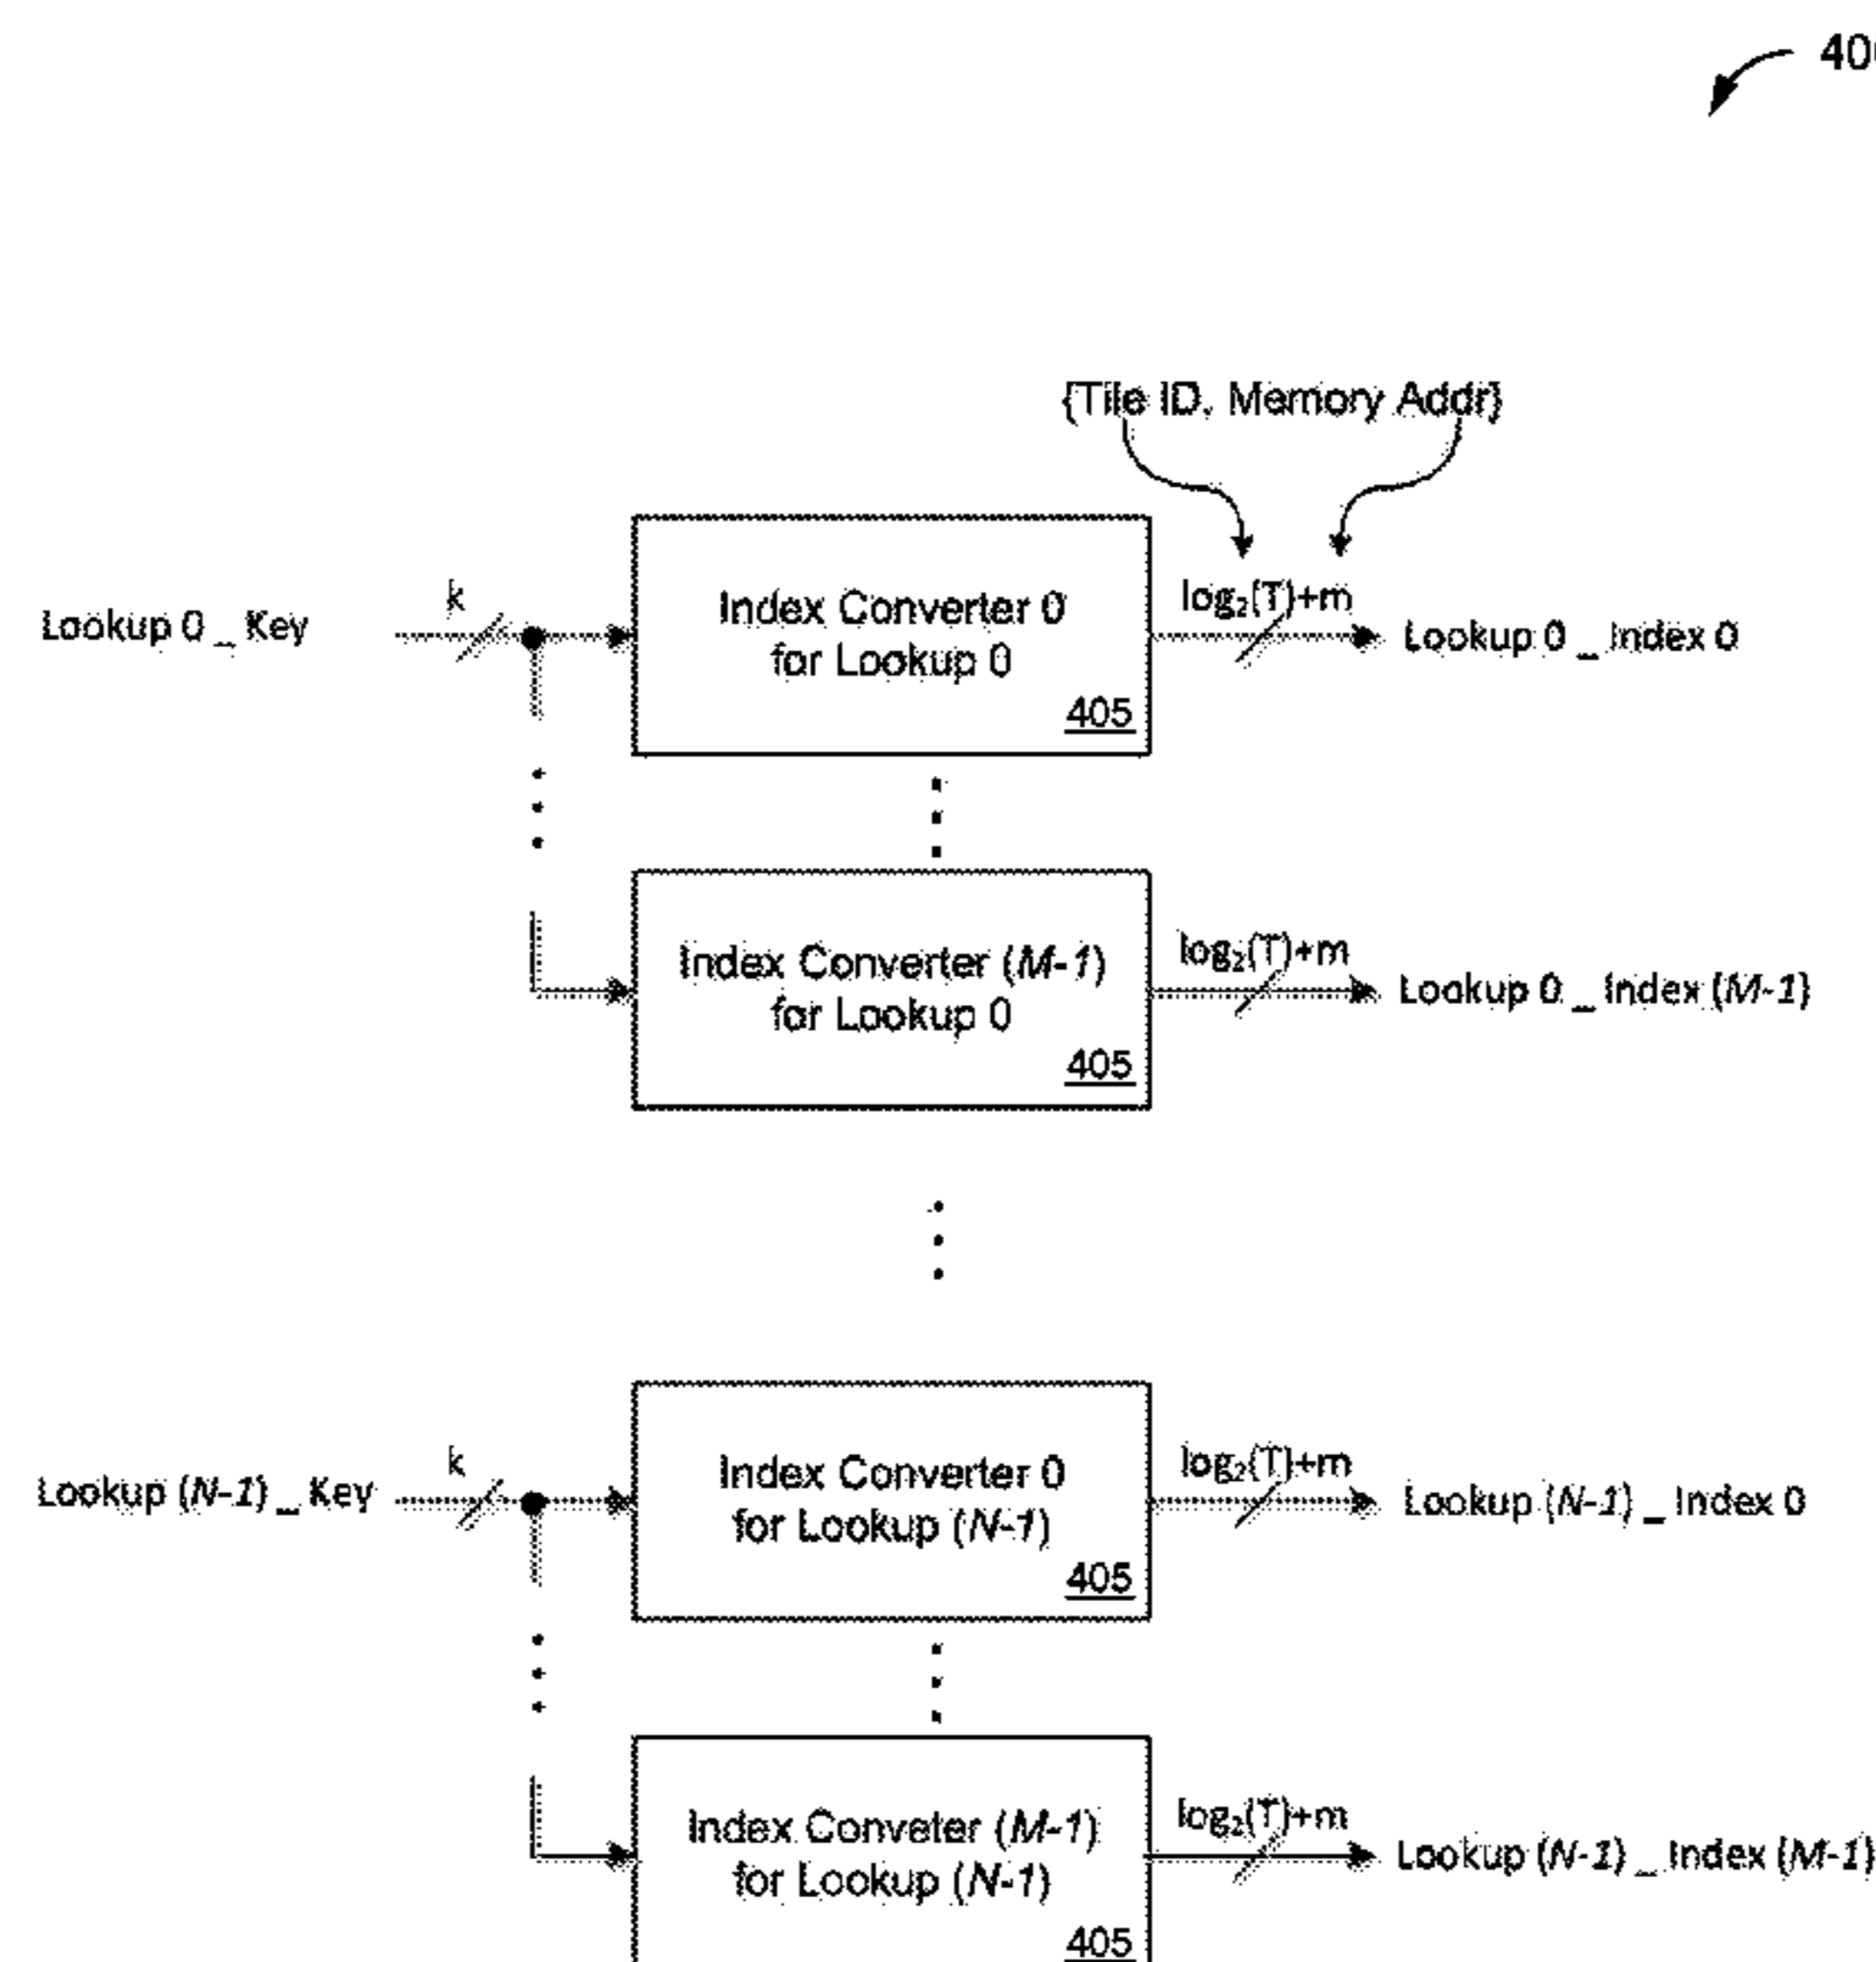 {Tile ID, Memory Addr}
Lookup 0 _ Key
k
Index Converter 0
for Lookup 0
405
log₂(T)+m
Lookup 0 _ Index 0
Index Converter (M-1)
for Lookup 0
405
log₂(T)+m
Lookup 0 _ Index (M-1)
Lookup (N-1) _ Key
k
Index Converter 0
for Lookup (N-1)
405
log₂(T)+m
Lookup (N-1) _ Index 0
Index Conveter (M-1)
for Lookup (N-1)
405
log₂(T)+m
Lookup (N-1) _ Index (M-1)